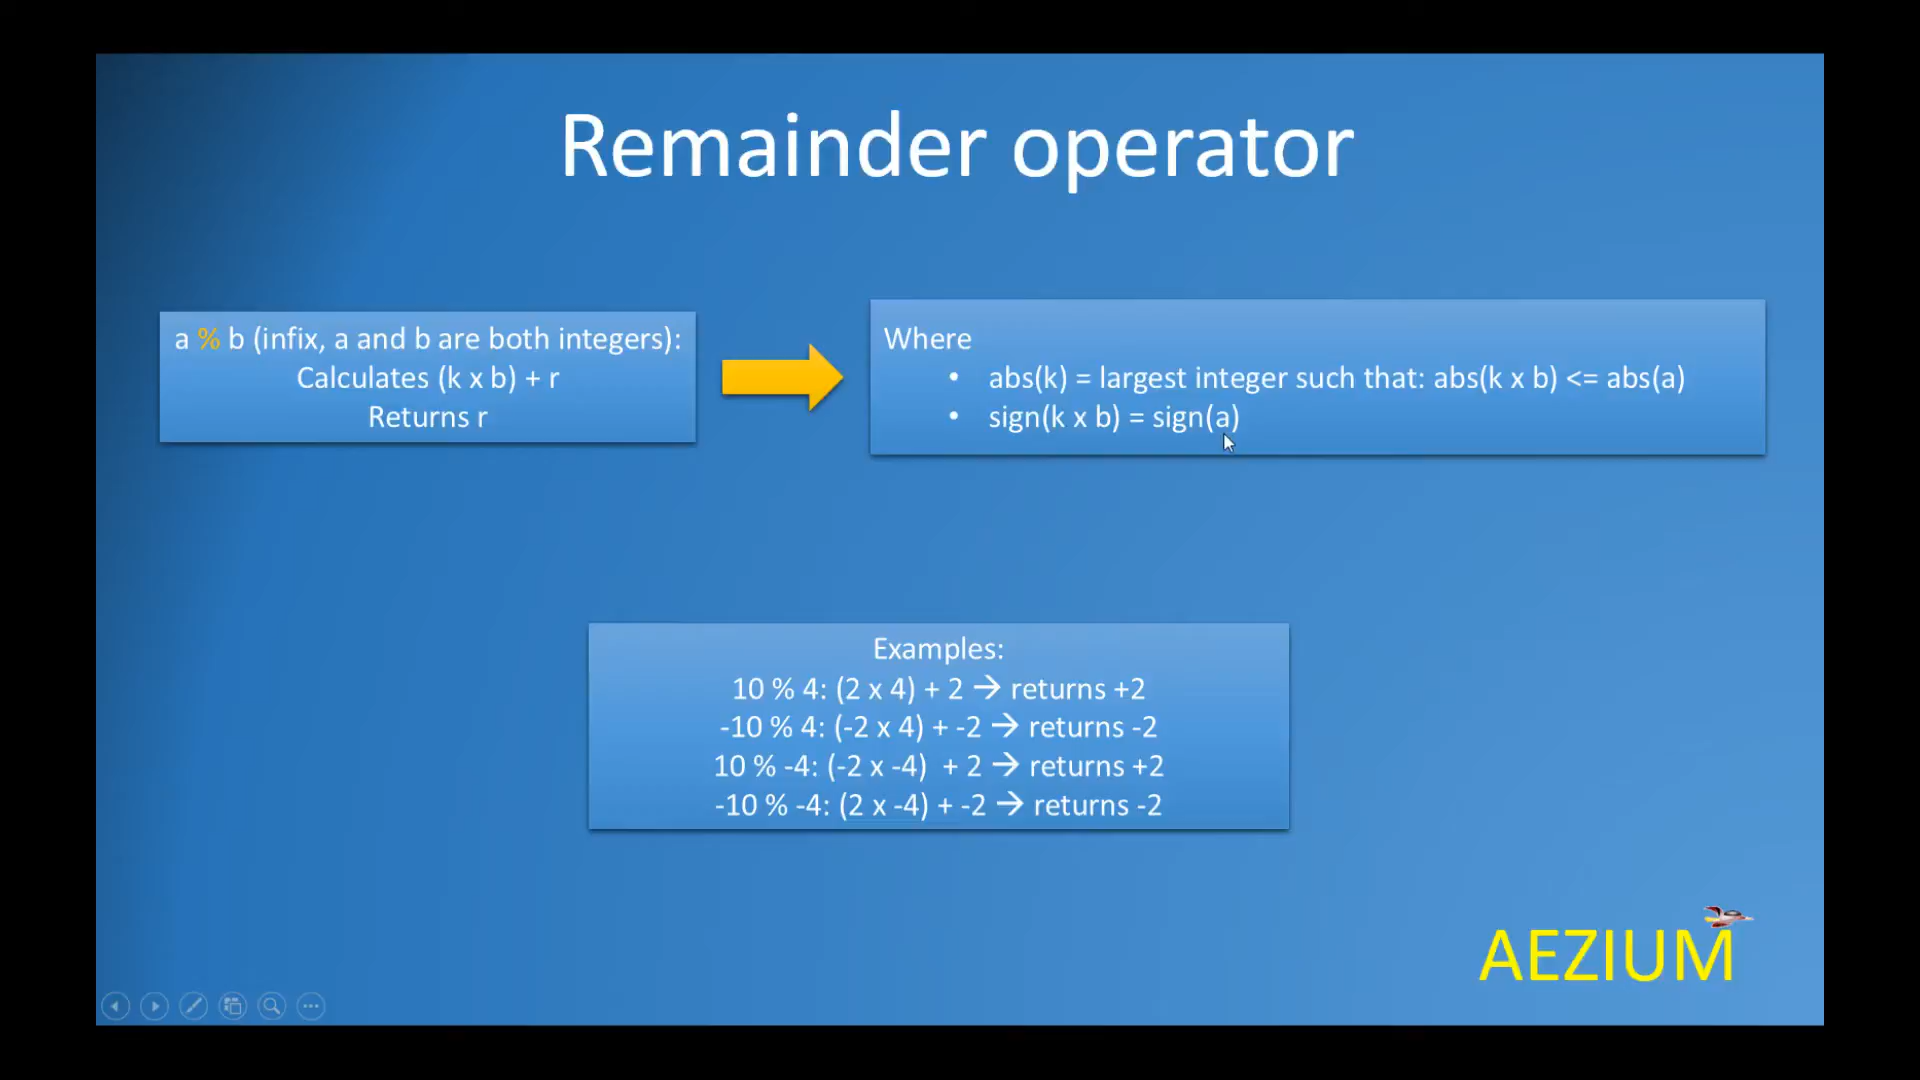 Remainder operator
a % b (infix, a and b are both integers):
Calculates (k x b) + r
Returns r
Where
• abs(k) = largest integer such that: abs(k x b) <= abs(a)
• sign(k x b) = sign(a)
Examples:
10 % 4: (2 x 4) + 2 → returns +2
-10 % 4: (-2 x 4) + -2 → returns -2
10 % -4: (-2 x -4)  + 2 → returns +2
-10 % -4: (2 x -4) + -2 → returns -2
AEZIUM